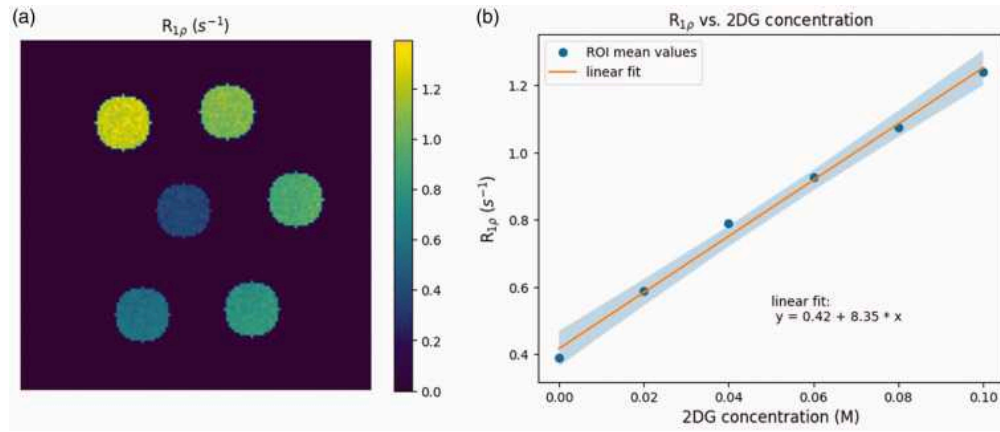 (a)
R₁ρ (s⁻¹)
1.2
1.0
0.8
0.6
0.4
0.2
0.0
(b)
R₁ρ vs. 2DG concentration
ROI mean values
linear fit
R₁ρ (s⁻¹)
1.2
1.0
0.8
0.6
0.4
linear fit:
y = 0.42 + 8.35 * x
0.00 0.02 0.04 0.06 0.08 0.10
2DG concentration (M)